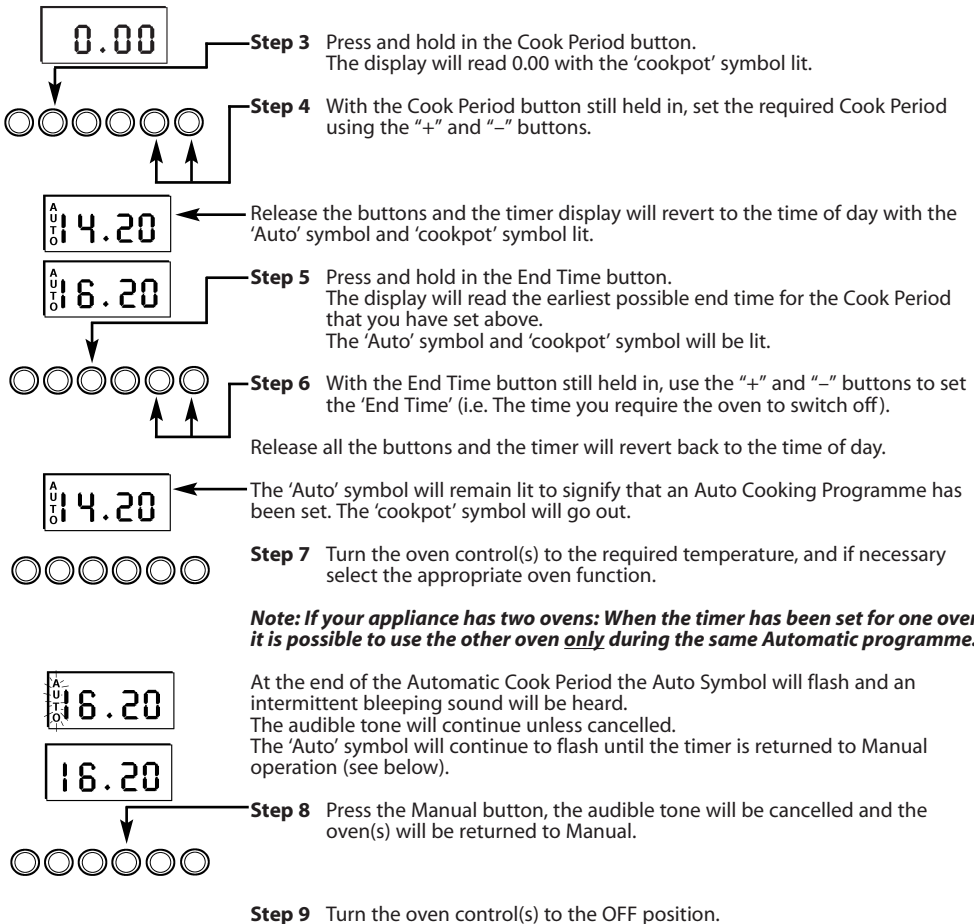 0.00
Step 3 Press and hold in the Cook Period button.
The display will read 0.00 with the ‘cookpot’ symbol lit.
Step 4 With the Cook Period button still held in, set the required Cook Period
using the “+” and “–” buttons.
AUTO 14.20
Release the buttons and the timer display will revert to the time of day with the
‘Auto’ symbol and ‘cookpot’ symbol lit.
AUTO 16.20
Step 5 Press and hold in the End Time button.
The display will read the earliest possible end time for the Cook Period
that you have set above.
The ‘Auto’ symbol and ‘cookpot’ symbol will be lit.
Step 6 With the End Time button still held in, use the “+” and “–” buttons to set
the ‘End Time’ (i.e. The time you require the oven to switch off).
Release all the buttons and the timer will revert back to the time of day.
AUTO 14.20
The ‘Auto’ symbol will remain lit to signify that an Auto Cooking Programme has
been set. The ‘cookpot’ symbol will go out.
Step 7 Turn the oven control(s) to the required temperature, and if necessary
select the appropriate oven function.
Note: If your appliance has two ovens: When the timer has been set for one oven
it is possible to use the other oven only during the same Automatic programme.
AUTO 16.20
At the end of the Automatic Cook Period the Auto Symbol will flash and an
intermittent bleeping sound will be heard.
The audible tone will continue unless cancelled.
The ‘Auto’ symbol will continue to flash until the timer is returned to Manual
operation (see below).
16.20
Step 8 Press the Manual button, the audible tone will be cancelled and the
oven(s) will be returned to Manual.
Step 9 Turn the oven control(s) to the OFF position.